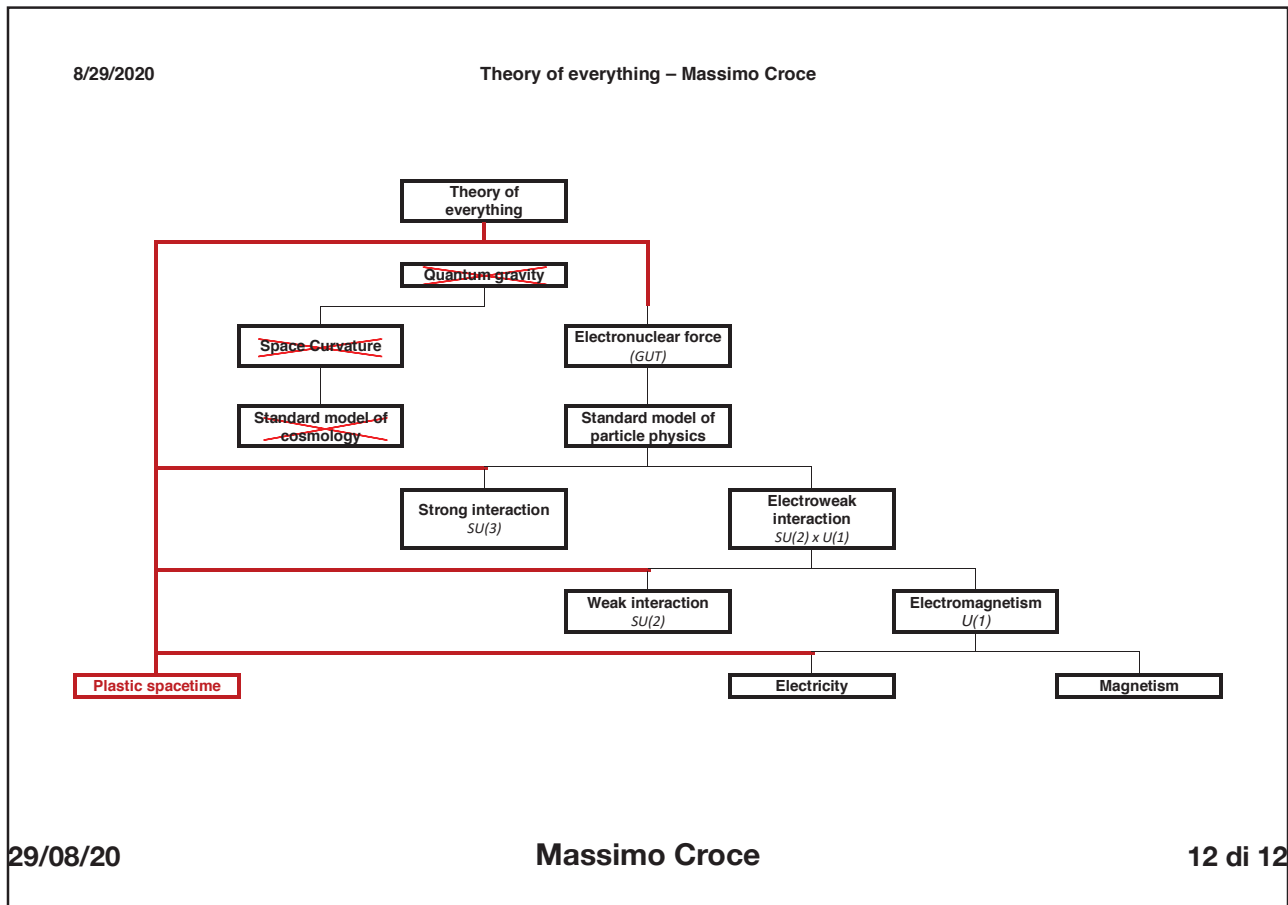 8/29/2020
Theory of everything – Massimo Croce
Theory of
everything
Quantum gravity
Space Curvature
Electronuclear force
(GUT)
Standard model of
cosmology
Standard model of
particle physics
Strong interaction
SU(3)
Electroweak
interaction
SU(2) x U(1)
Weak interaction
SU(2)
Electromagnetism
U(1)
Plastic spacetime
Electricity
Magnetism
29/08/20
Massimo Croce
12 di 12